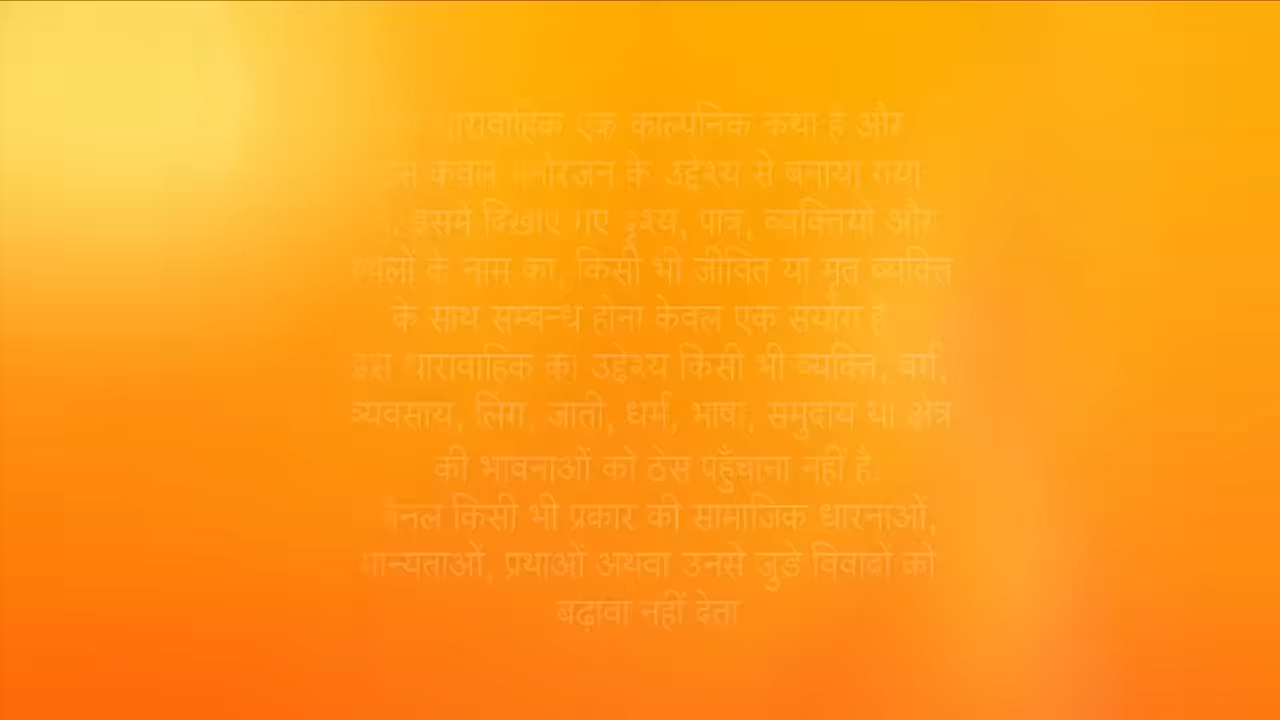 धारावाहिक एक काल्पनिक कथा है और
इसे केवल मनोरंजन के उद्देश्य से बनाया गया
इसमें दिखाए गए दृश्य, पात्र, व्यक्तियों और
स्थलों के नाम का, किसी भी जीवित या मृत व्यक्ति
के साथ सम्बन्ध होना केवल एक संयोग है
इस धारावाहिक का उद्देश्य किसी भी व्यक्ति, वर्ग,
व्यवसाय, लिंग, जाती, धर्म, भाषा, समुदाय या क्षेत्र
की भावनाओं को ठेस पहुँचाना नहीं है.
चैनल किसी भी प्रकार की सामाजिक धारनाओं,
मान्यताओं, प्रथाओं अथवा उनसे जुडे विवादों को
बढ़ावा नहीं देता